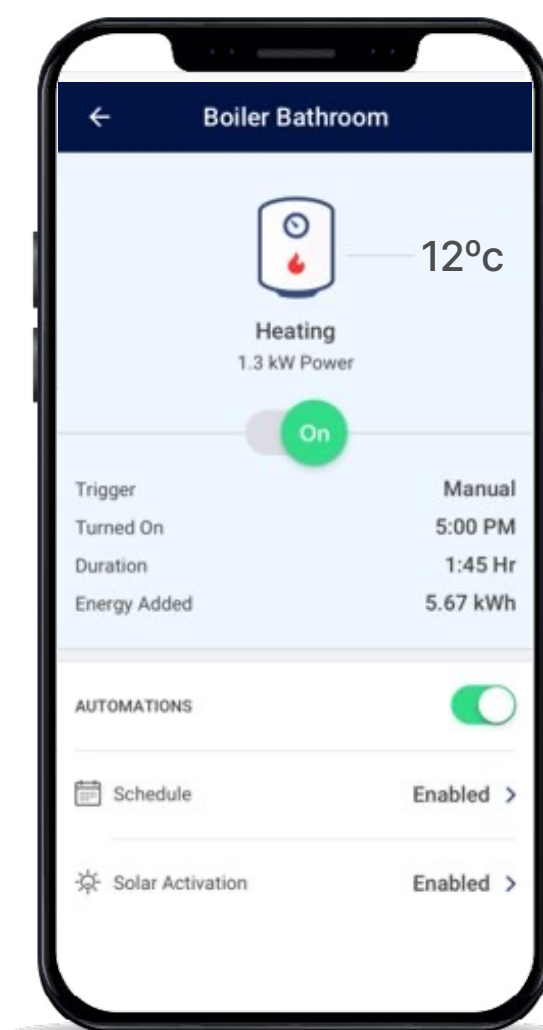 Boiler Bathroom
12ºc
Heating
1.3 kW Power
On
Trigger Manual
Turned On 5:00 PM
Duration 1:45 Hr
Energy Added 5.67 kWh
AUTOMATIONS
Schedule Enabled
Solar Activation Enabled